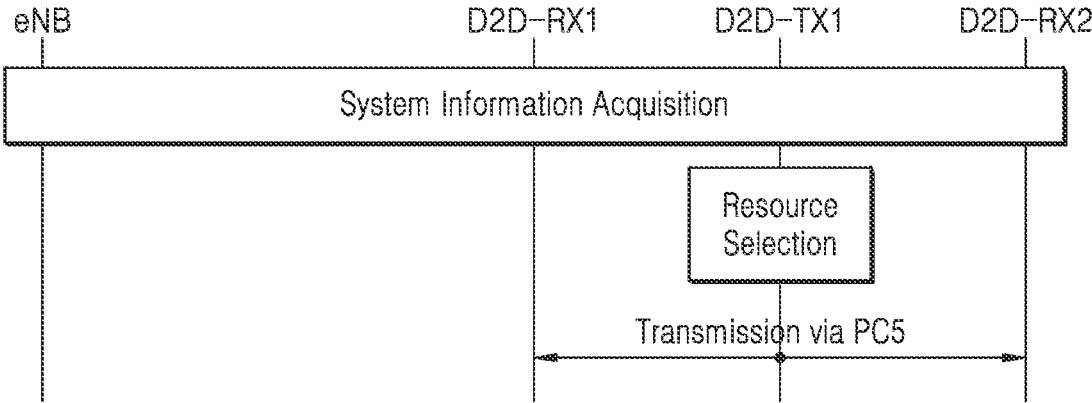 eNB D2D-RX1 D2D-TX1 D2D-RX2
System Information Acquisition
Resource
Selection
Transmission via PC5